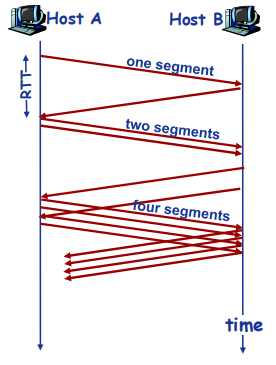 Host A
Host B
one segment
RTT
two segments
four segments
time